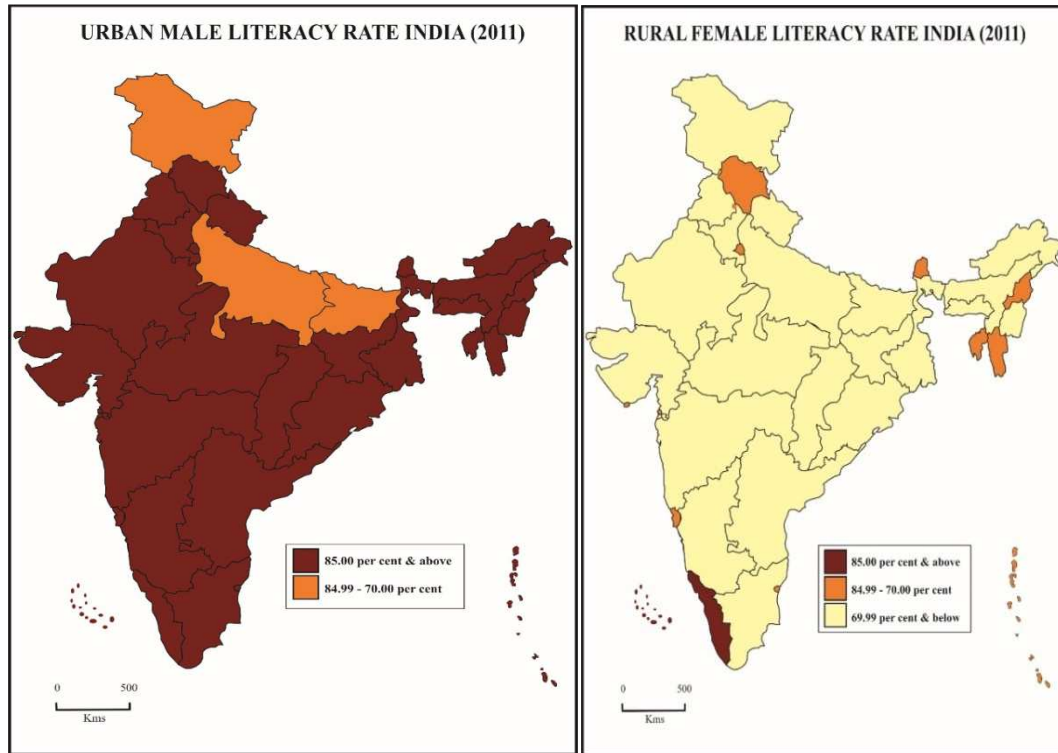 URBAN MALE LITERACY RATE INDIA (2011)
85.00 per cent & above
84.99 - 70.00 per cent
0 500
Kms
RURAL FEMALE LITERACY RATE INDIA (2011)
85.00 per cent & above
84.99 - 70.00 per cent
69.99 per cent & below
0 500
Kms